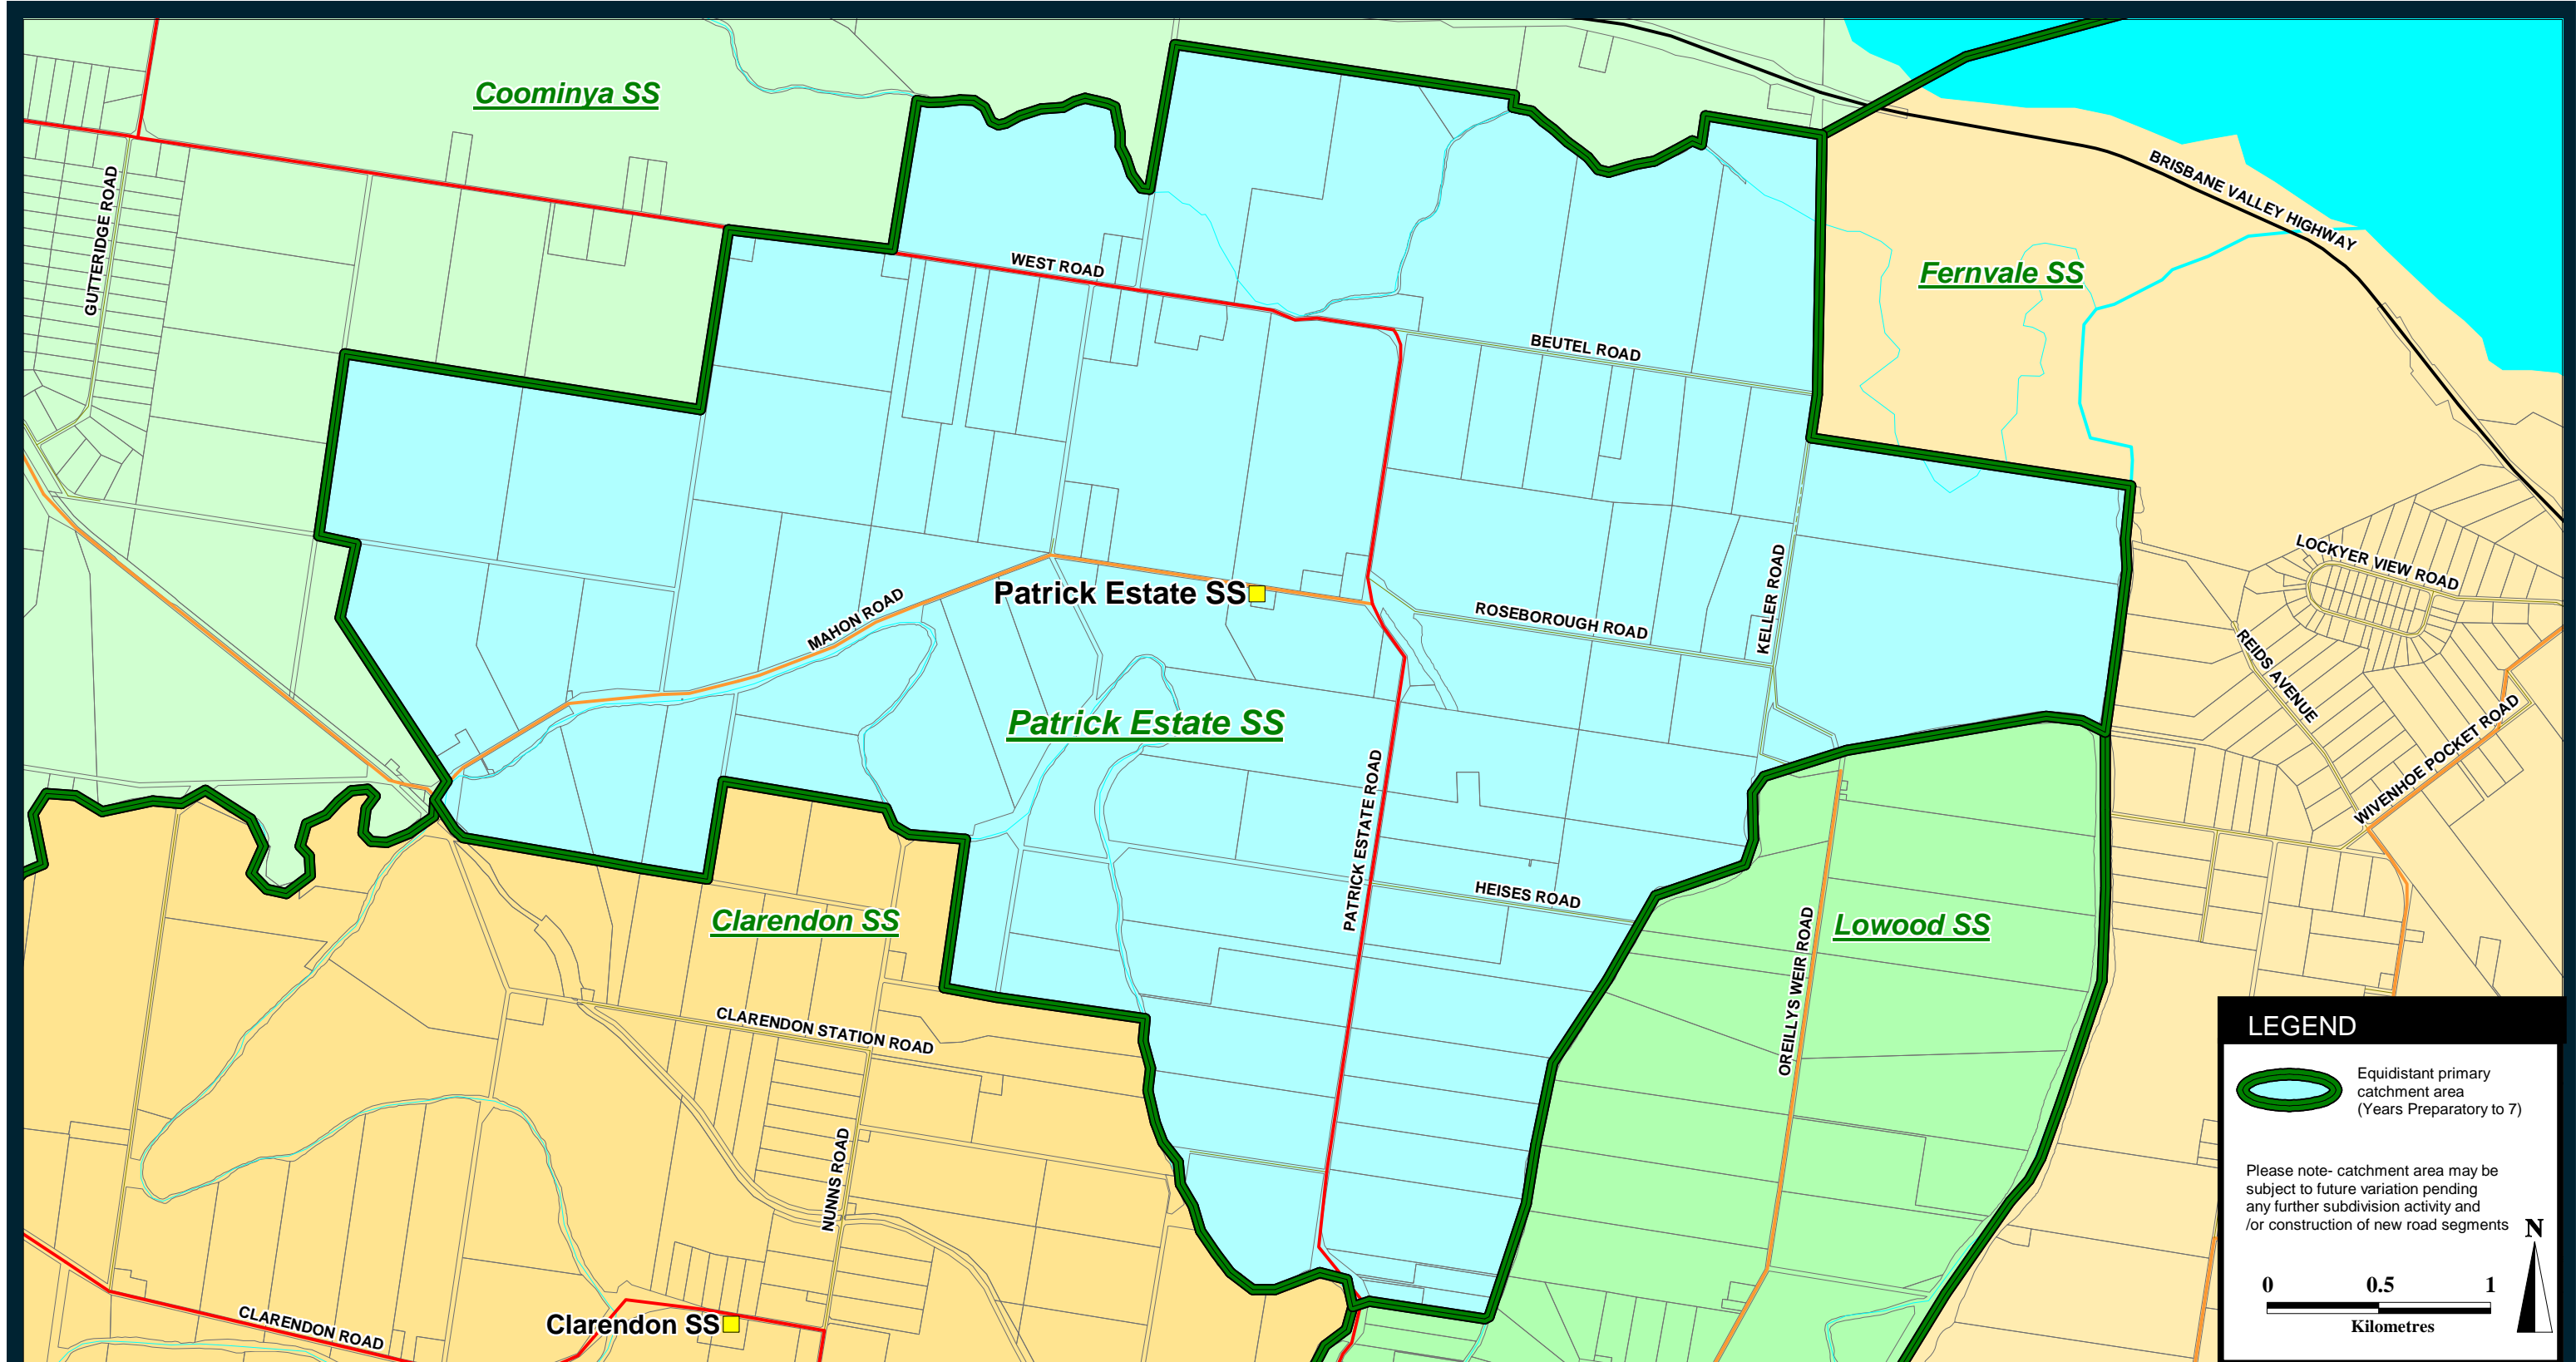 Coominya SS
GUTTERIDGE ROAD
BRISBANE VALLEY HIGHWAY
WEST ROAD
Fernvale SS
BEUTEL ROAD
LOCKYER VIEW ROAD
KELLER ROAD
Patrick Estate SS
MAHON ROAD
ROSEBOROUGH ROAD
REIDS AVENUE
Patrick Estate SS
WIVENHOE POCKET ROAD
PATRICK ESTATE ROAD
HEISES ROAD
Clarendon SS
Lowood SS
OREILLYS WEIR ROAD
CLARENDON STATION ROAD
NUNNS ROAD
CLARENDON ROAD
Clarendon SS
LEGEND
Equidistant primary
catchment area
(Years Preparatory to 7)
Please note- catchment area may be
subject to future variation pending
any further subdivision activity and
/or construction of new road segments
N
0 0.5 1
Kilometres